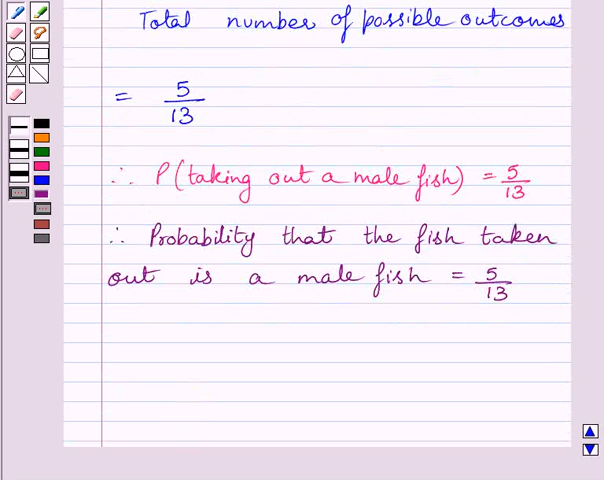 Total number of possible outcomes
= 5/13
∴ P(taking out a male fish) = 5/13
∴ Probability that the fish taken
out is a male fish = 5/13